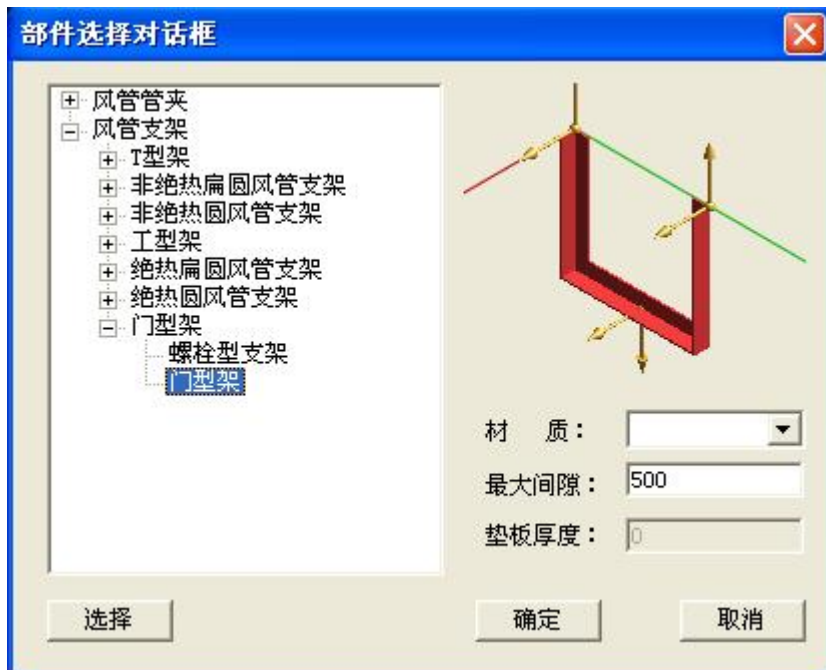 部件选择对话框
风管管夹
风管支架
T型架
非绝热扁圆风管支架
非绝热圆风管支架
工型架
绝热扁圆风管支架
绝热圆风管支架
门型架
螺栓型支架
门型架
材 质：
最大间隙： 500
垫板厚度： 0
选择 确定 取消